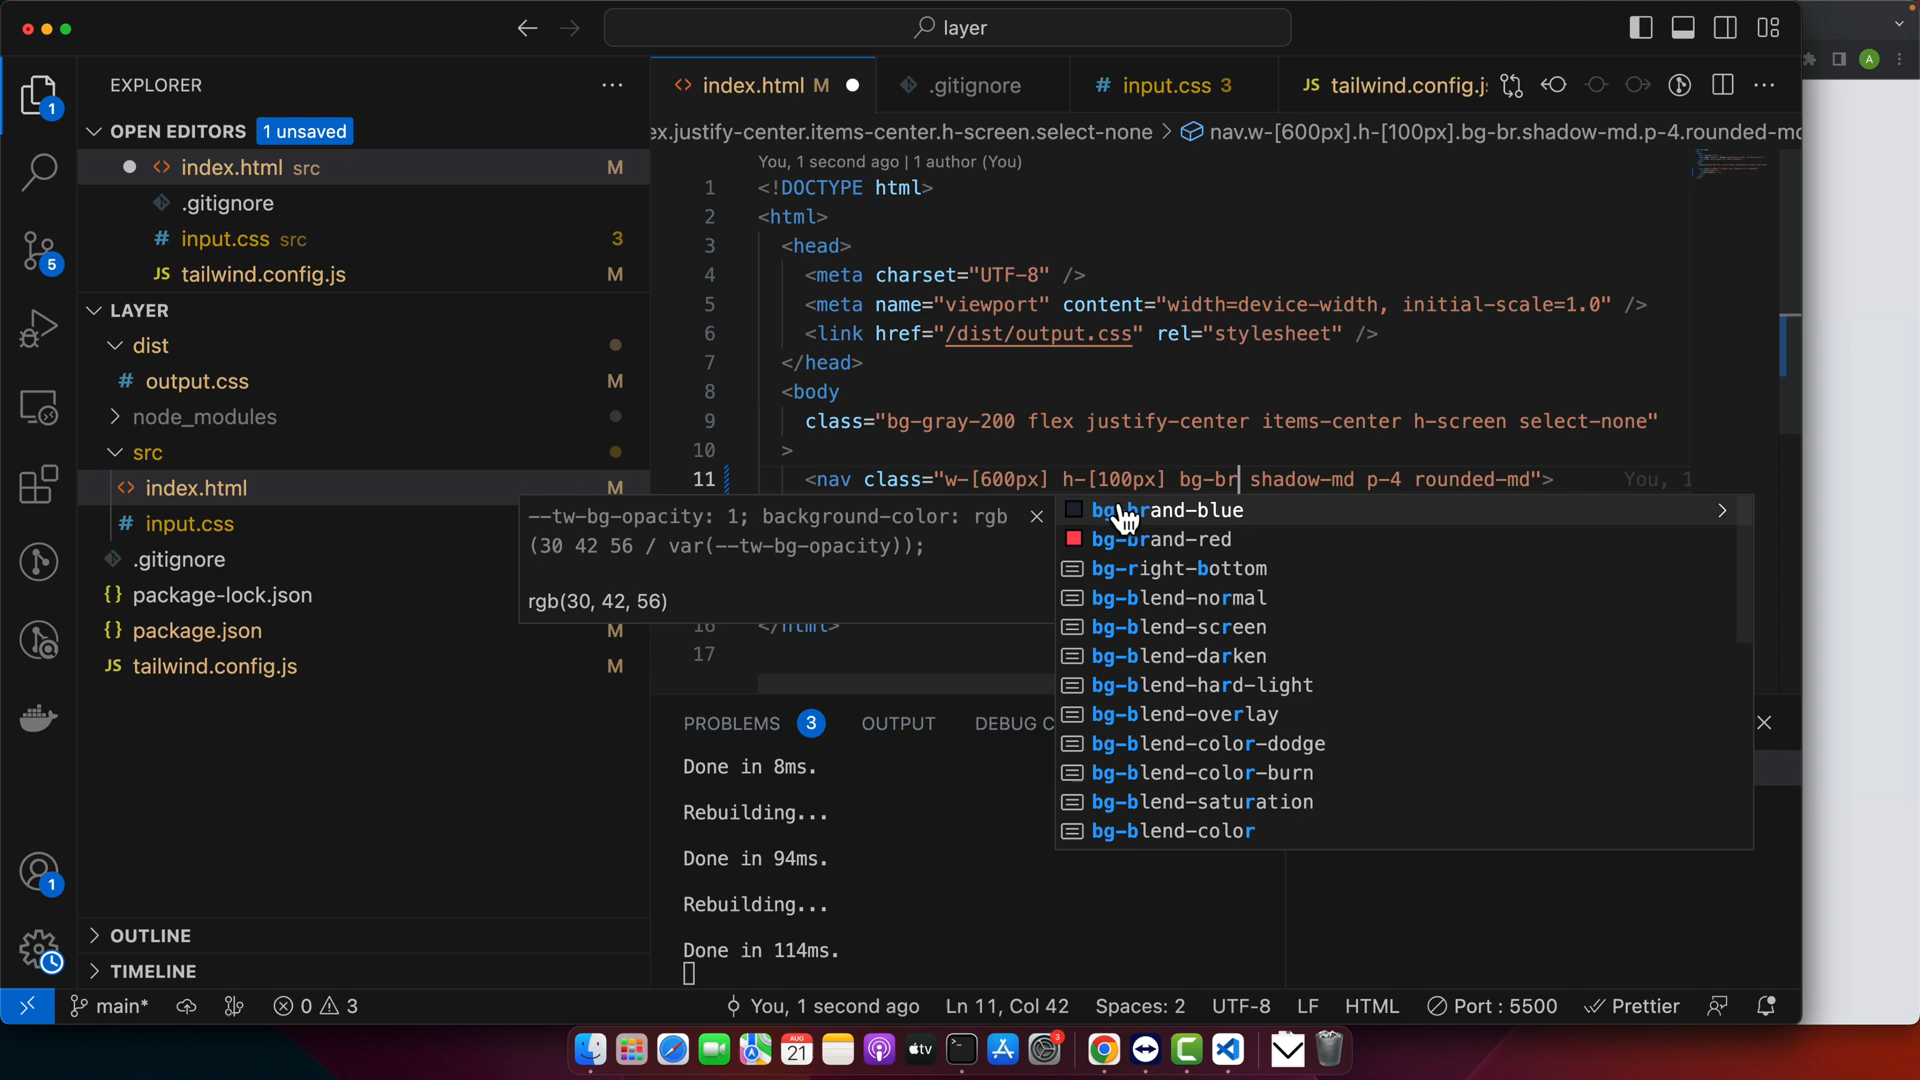 layer
EXPLORER
OPEN EDITORS 1 unsaved
index.html src M
.gitignore
input.css src 3
tailwind.config.js M
LAYER
dist
output.css M
node_modules
src
index.html M
input.css
.gitignore
package-lock.json
package.json M
tailwind.config.js M
OUTLINE
TIMELINE
1
5
1
index.html M
.gitignore
input.css 3
tailwind.config.js
ex.justify-center.items-center.h-screen.select-none > nav.w-[600px].h-[100px].bg-br.shadow-md.p-4.rounded-md
You, 1 second ago | 1 author (You)
1 <!DOCTYPE html>
2 <html>
3 <head>
4 <meta charset="UTF-8" />
5 <meta name="viewport" content="width=device-width, initial-scale=1.0" />
6 <link href="/dist/output.css" rel="stylesheet" />
7 </head>
8 <body
9 class="bg-gray-200 flex justify-center items-center h-screen select-none"
10 >
11 <nav class="w-[600px] h-[100px] bg-br shadow-md p-4 rounded-md"> You, 1
--tw-bg-opacity: 1; background-color: rgb
(30 42 56 / var(--tw-bg-opacity));
rgb(30, 42, 56)
16 </html>
17
bg-brand-blue
bg-brand-red
bg-right-bottom
bg-blend-normal
bg-blend-screen
bg-blend-darken
bg-blend-hard-light
bg-blend-overlay
bg-blend-color-dodge
bg-blend-color-burn
bg-blend-saturation
bg-blend-color
PROBLEMS 3 OUTPUT DEBUG C
Done in 8ms.
Rebuilding...
Done in 94ms.
Rebuilding...
Done in 114ms.
main* 0 3 You, 1 second ago Ln 11, Col 42 Spaces: 2 UTF-8 LF HTML Port : 5500 Prettier
A
AUG
21
tv
3